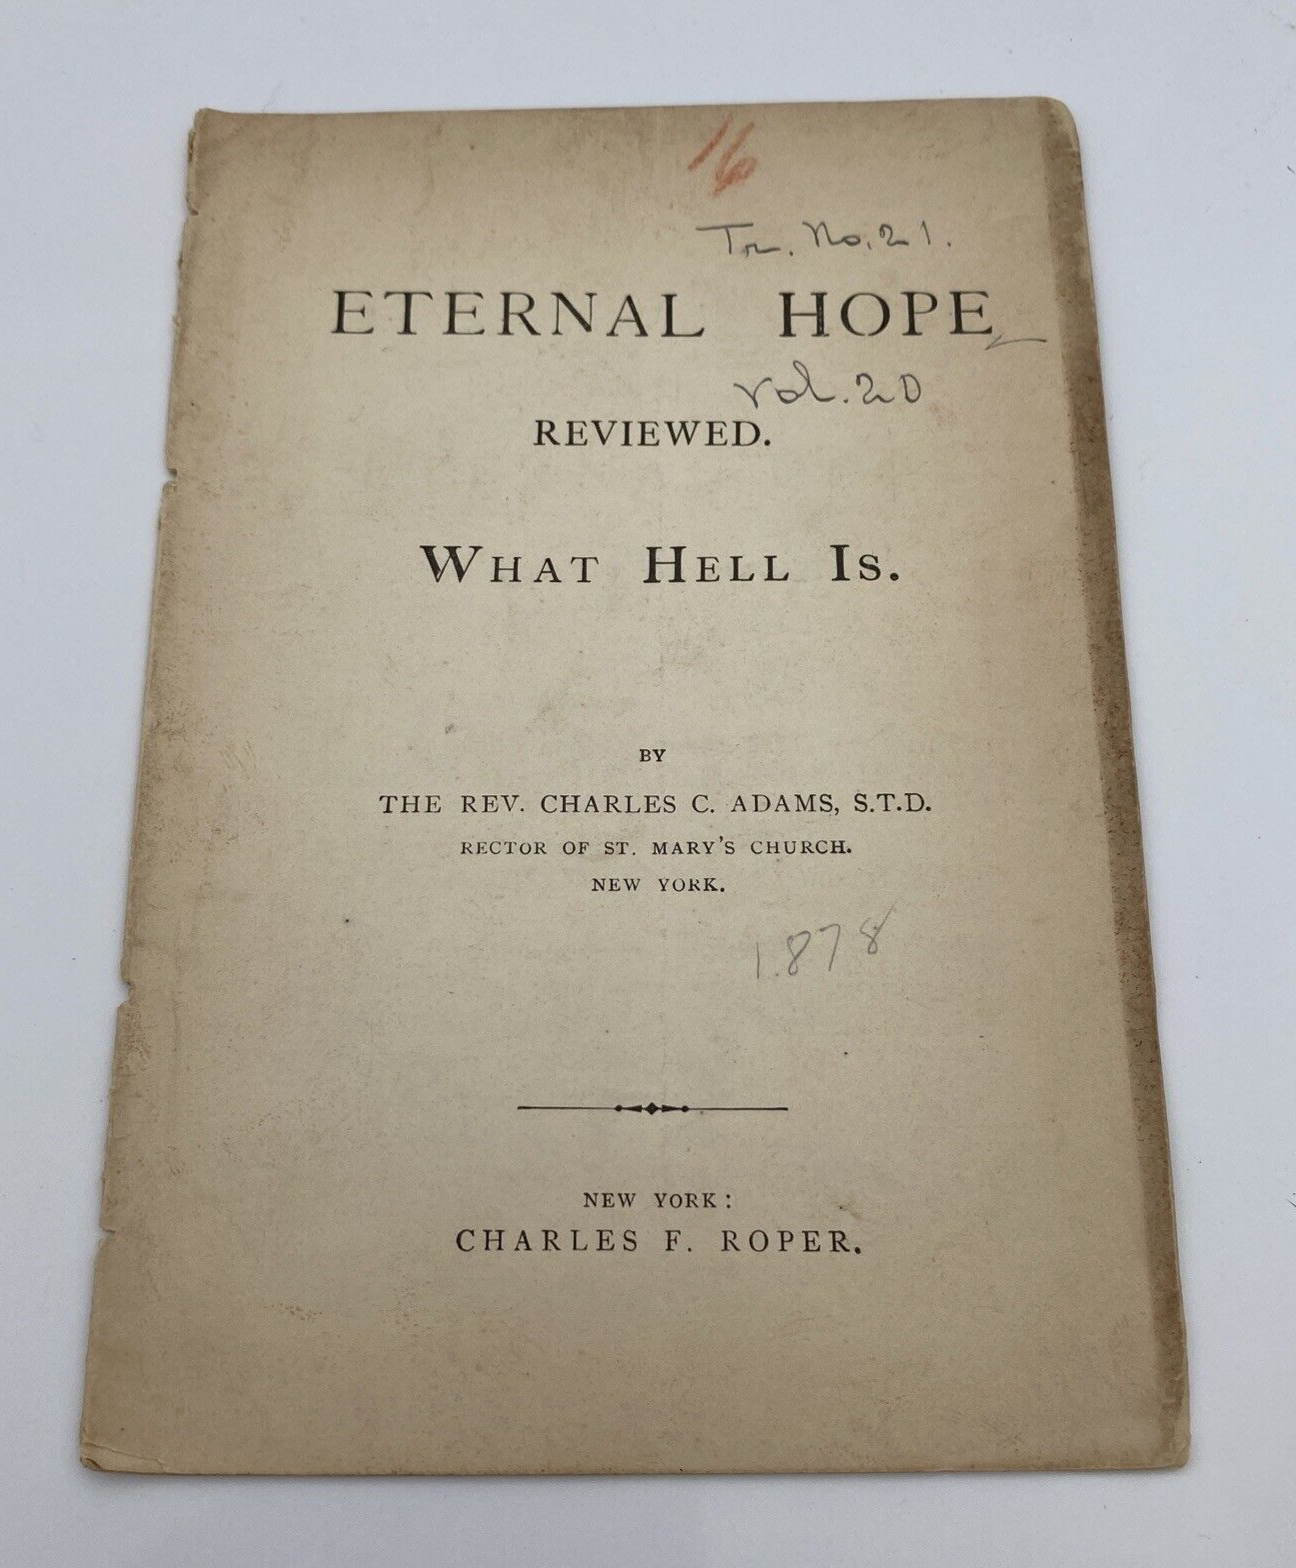 16
Tr. No. 21.
ETERNAL HOPE
vol. 20
REVIEWED.
WHAT HELL IS.
BY
THE REV. CHARLES C. ADAMS, S.T.D.
RECTOR OF ST. MARY'S CHURCH.
NEW YORK.
1878
NEW YORK:
CHARLES F. ROPER.